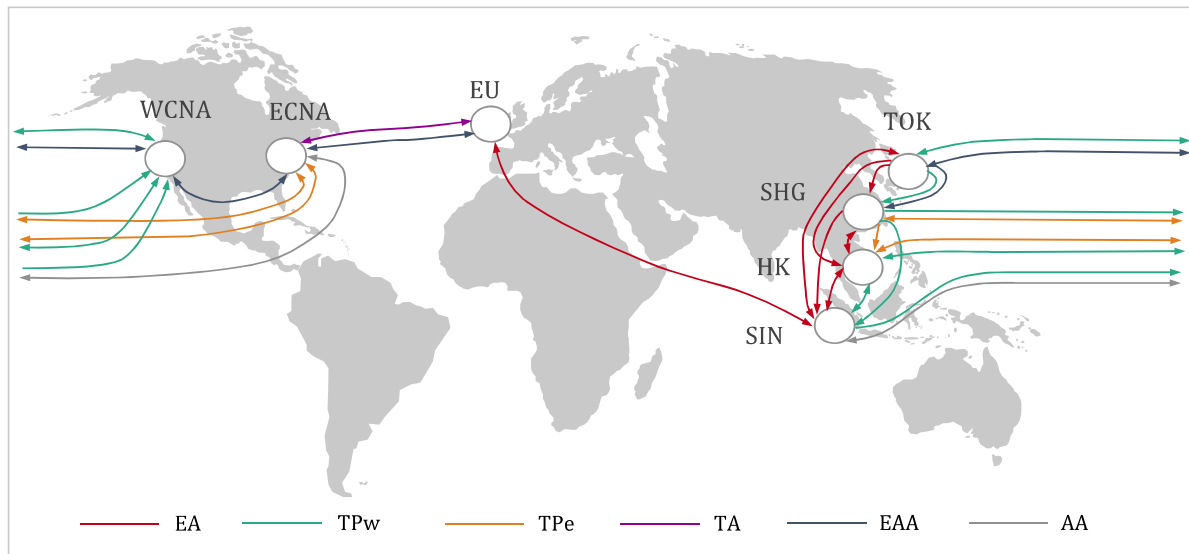 EU
WCNA
ECNA
TOK
SHG
HK
SIN
EA
TPw
TPe
TA
EAA
AA